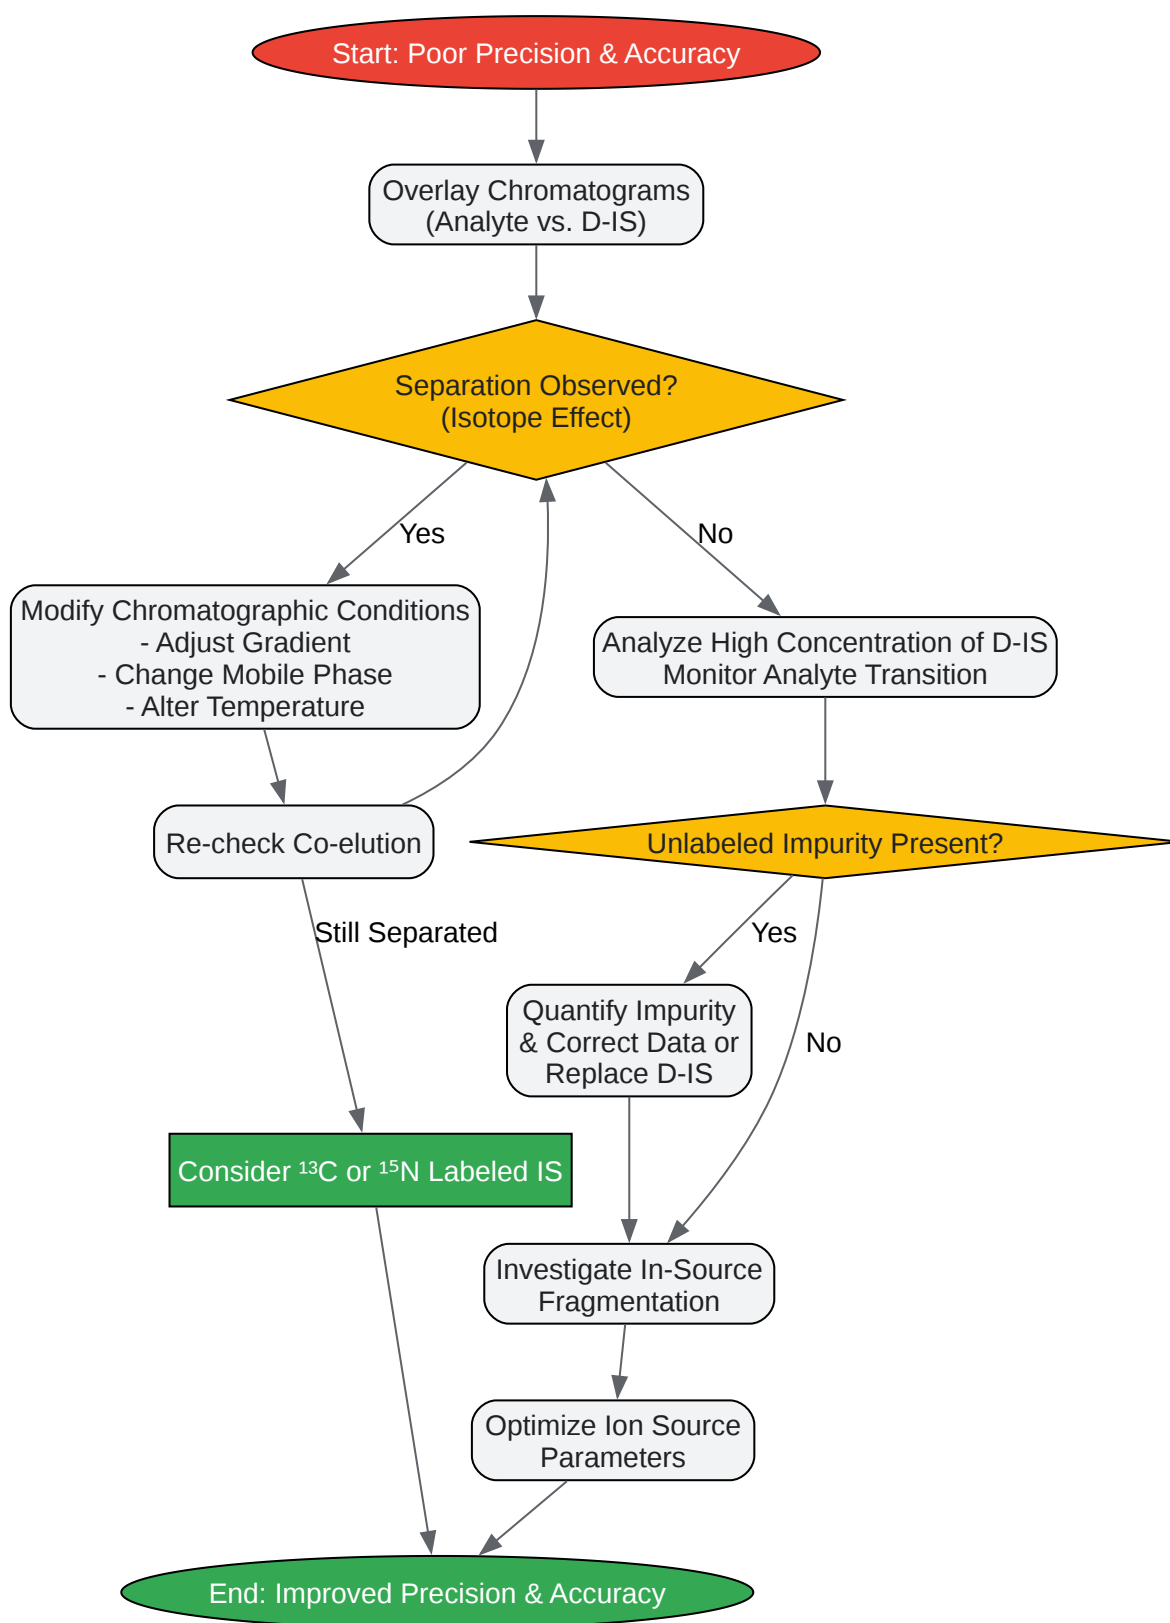 Start: Poor Precision & Accuracy
Overlay Chromatograms
(Analyte vs. D-IS)
Separation Observed?
(Isotope Effect)
Yes
No
Modify Chromatographic Conditions
- Adjust Gradient
- Change Mobile Phase
- Alter Temperature
Analyze High Concentration of D-IS
Monitor Analyte Transition
Re-check Co-elution
Unlabeled Impurity Present?
Still Separated
Yes
Quantify Impurity
& Correct Data or
Replace D-IS
No
Consider ¹³C or ¹⁵N Labeled IS
Investigate In-Source
Fragmentation
Optimize Ion Source
Parameters
End: Improved Precision & Accuracy